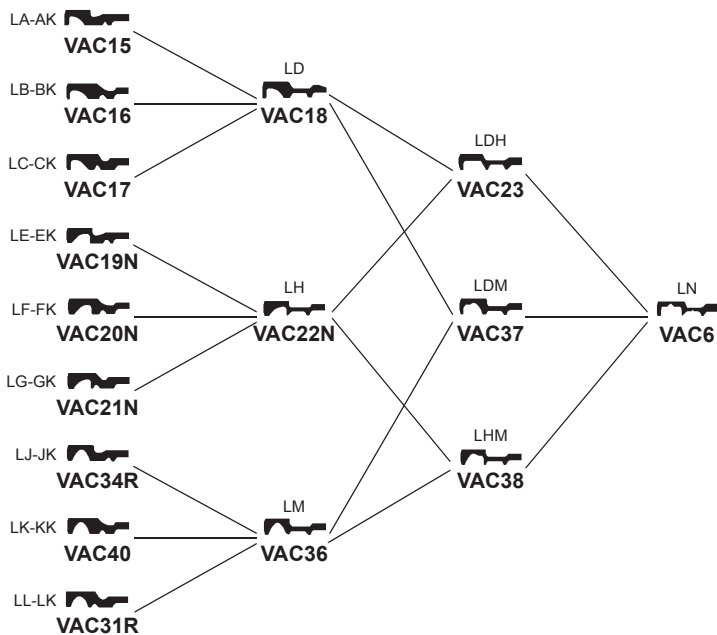 LA-AK
VAC15
LB-BK
VAC16
LC-CK
VAC17
LE-EK
VAC19N
LF-FK
VAC20N
LG-GK
VAC21N
LJ-JK
VAC34R
LK-KK
VAC40
LL-LK
VAC31R
LD
VAC18
LH
VAC22N
LM
VAC36
LDH
VAC23
LDM
VAC37
LHM
VAC38
LN
VAC6